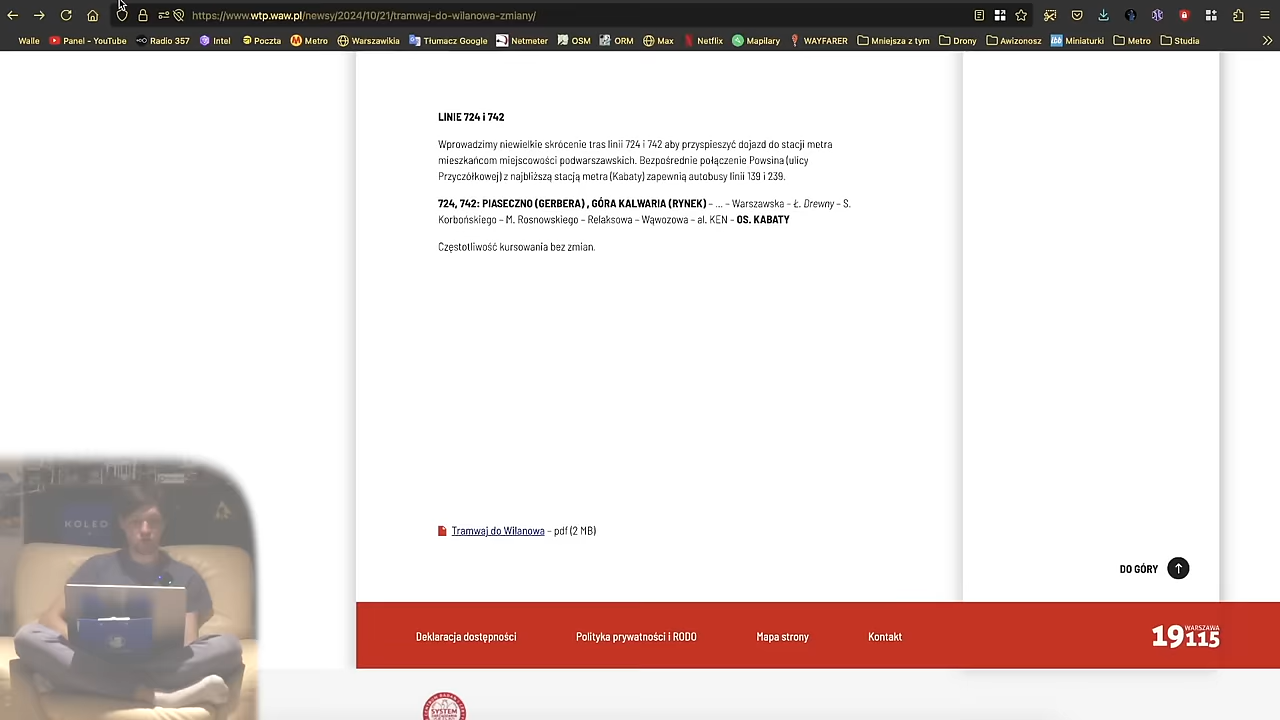 https://www.wtp.waw.pl/newsy/2024/10/21/tramwaj-do-wilanowa-zmiany/
Walle Panel - YouTube Radio 357 Intel Poczta Metro Warszawikia Tłumacz Google Netmeter OSM ORM Max Netflix Mapilary WAYFARER Mniejsza z tym Drony Awizonosz Miniaturki Metro Studia
LINIE 724 i 742
Wprowadzimy niewielkie skrócenie tras linii 724 i 742 aby przyspieszyć dojazd do stacji metra
mieszkańcom miejscowości podwarszawskich. Bezpośrednie połączenie Powsina (ulicy
Przyczółkowej) z najbliższą stacją metra (Kabaty) zapewnią autobusy linii 139 i 239.
724, 742: PIASECZNO (GERBERA) , GÓRA KALWARIA (RYNEK) – ... – Warszawska – Ł. Drewny – S.
Korbońskiego – M. Rosnowskiego – Relaksowa – Wąwozowa – al. KEN – OS. KABATY
Częstotliwość kursowania bez zmian.
KOLEO
Tramwaj do Wilanowa – pdf (2 MB)
DO GÓRY
Deklaracja dostępności Polityka prywatności i RODO Mapa strony Kontakt
WARSZAWA
19115
SYSTEM